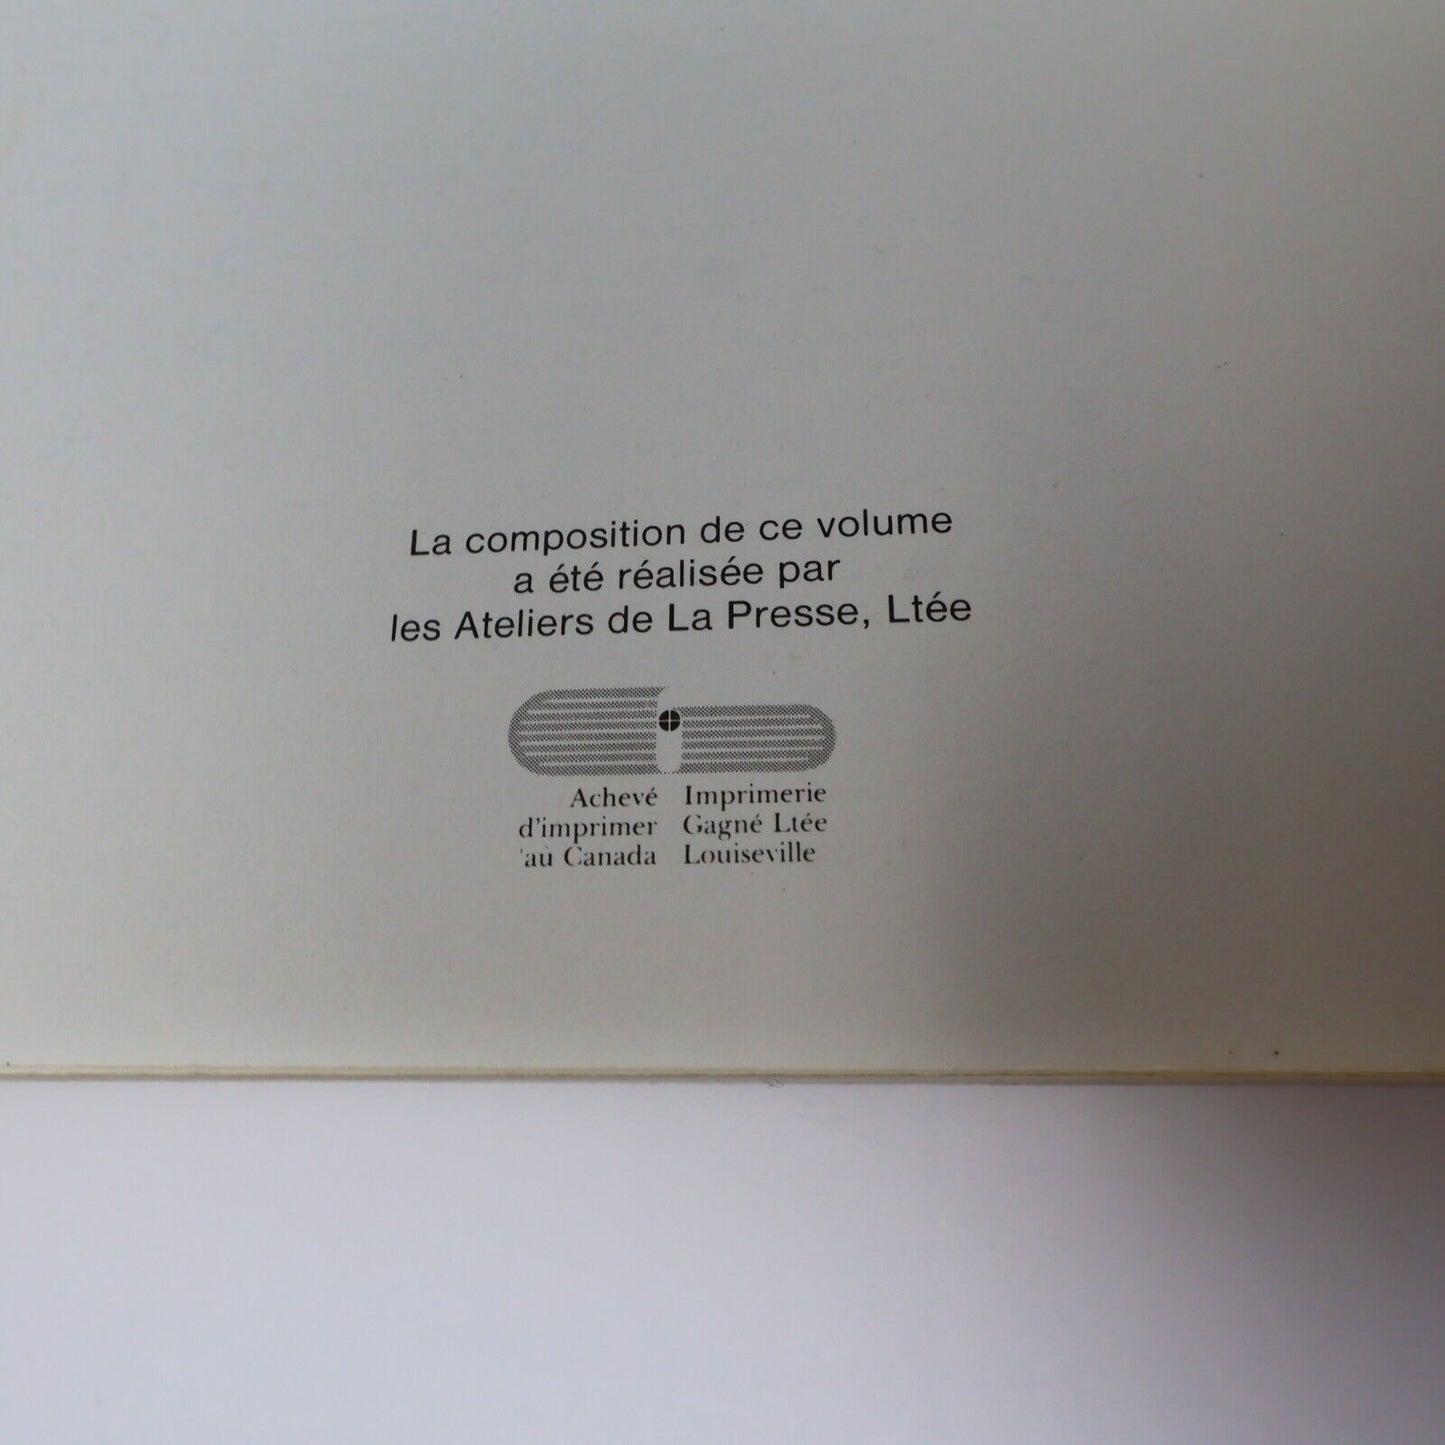 La composition de ce volume
a été réalisée par
les Ateliers de La Presse, Ltée
Achevé Imprimerie
d'imprimer Gagné Ltée
au Canada Louiseville